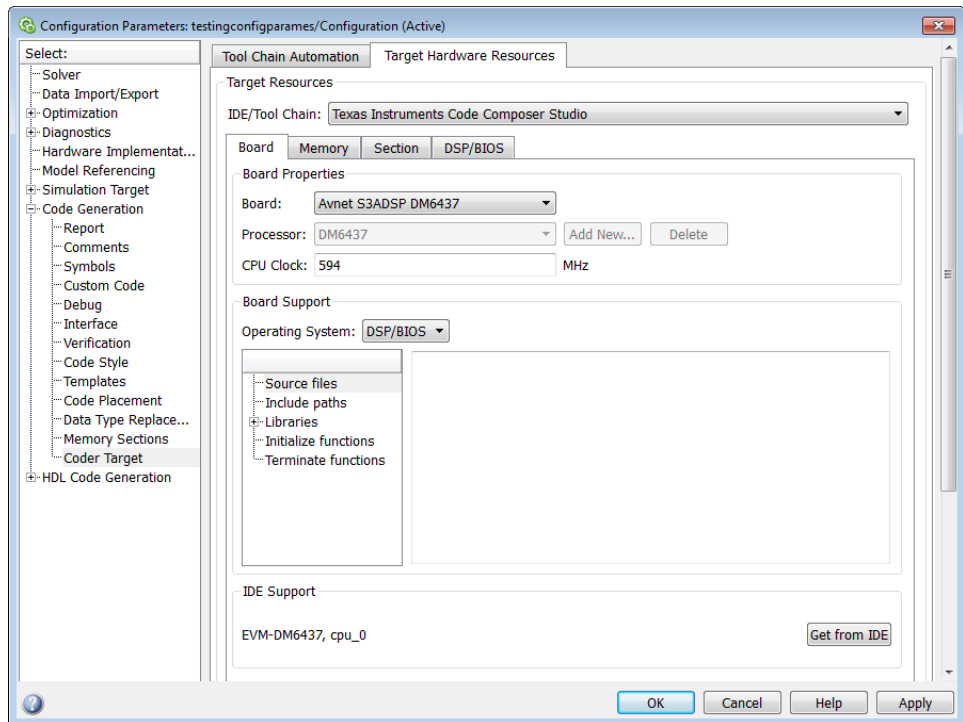 Configuration Parameters: testingconfigparames/Configuration (Active)
Select:
Solver
Data Import/Export
Optimization
Diagnostics
Hardware Implementat...
Model Referencing
Simulation Target
Code Generation
Report
Comments
Symbols
Custom Code
Debug
Interface
Verification
Code Style
Templates
Code Placement
Data Type Replace...
Memory Sections
Coder Target
HDL Code Generation
Tool Chain Automation
Target Hardware Resources
Target Resources
IDE/Tool Chain: Texas Instruments Code Composer Studio
Board Memory Section DSP/BIOS
Board Properties
Board: Avnet S3ADSP DM6437
Processor: DM6437 Add New... Delete
CPU Clock: 594 MHz
Board Support
Operating System: DSP/BIOS
Source files
Include paths
Libraries
Initialize functions
Terminate functions
IDE Support
EVM-DM6437, cpu_0 Get from IDE
? OK Cancel Help Apply